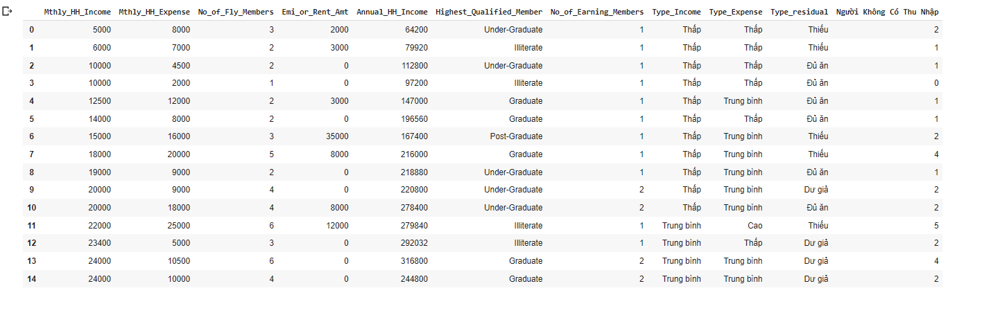 Mthly_HH_Income Mthly_HH_Expense No_of_Fly_Members Emi_or_Rent_Amt Annual_HH_Income Highest_Qualified_Member No_of_Earning_Members Type_Income Type_Expense Type_residual Người Không Có Thu Nhập
0 5000 8000 3 2000 64200 Under-Graduate 1 Thấp Thấp Thiếu 2
1 6000 7000 2 3000 79920 Illiterate 1 Thấp Thấp Thiếu 1
2 10000 4500 2 0 112800 Under-Graduate 1 Thấp Thấp Đủ ăn 1
3 10000 2000 1 0 97200 Illiterate 1 Thấp Thấp Đủ ăn 0
4 12500 12000 2 3000 147000 Graduate 1 Thấp Trung bình Đủ ăn 1
5 14000 8000 2 0 196560 Graduate 1 Thấp Thấp Đủ ăn 1
6 15000 16000 3 35000 167400 Post-Graduate 1 Thấp Trung bình Thiếu 2
7 18000 20000 5 8000 216000 Graduate 1 Thấp Trung bình Thiếu 4
8 19000 9000 2 0 218880 Under-Graduate 1 Thấp Trung bình Đủ ăn 1
9 20000 9000 4 0 220800 Under-Graduate 2 Thấp Trung bình Dư giả 2
10 20000 18000 4 8000 278400 Under-Graduate 2 Thấp Trung bình Đủ ăn 2
11 22000 25000 6 12000 279840 Illiterate 1 Trung bình Cao Thiếu 5
12 23400 5000 3 0 292032 Illiterate 1 Trung bình Thấp Dư giả 2
13 24000 10500 6 0 316800 Graduate 2 Trung bình Trung bình Dư giả 4
14 24000 10000 4 0 244800 Graduate 2 Trung bình Trung bình Dư giả 2